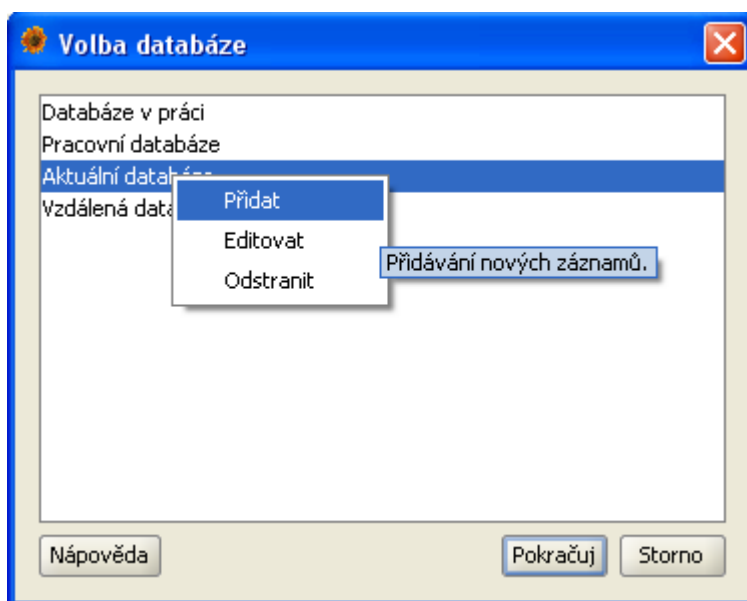 Volba databáze
Databáze v práci
Pracovní databáze
Aktuální
Vzdálená
Přidat
Editovat
Odstranit
Přidávání nových záznamů.
Nápověda
Pokračuj
Storno